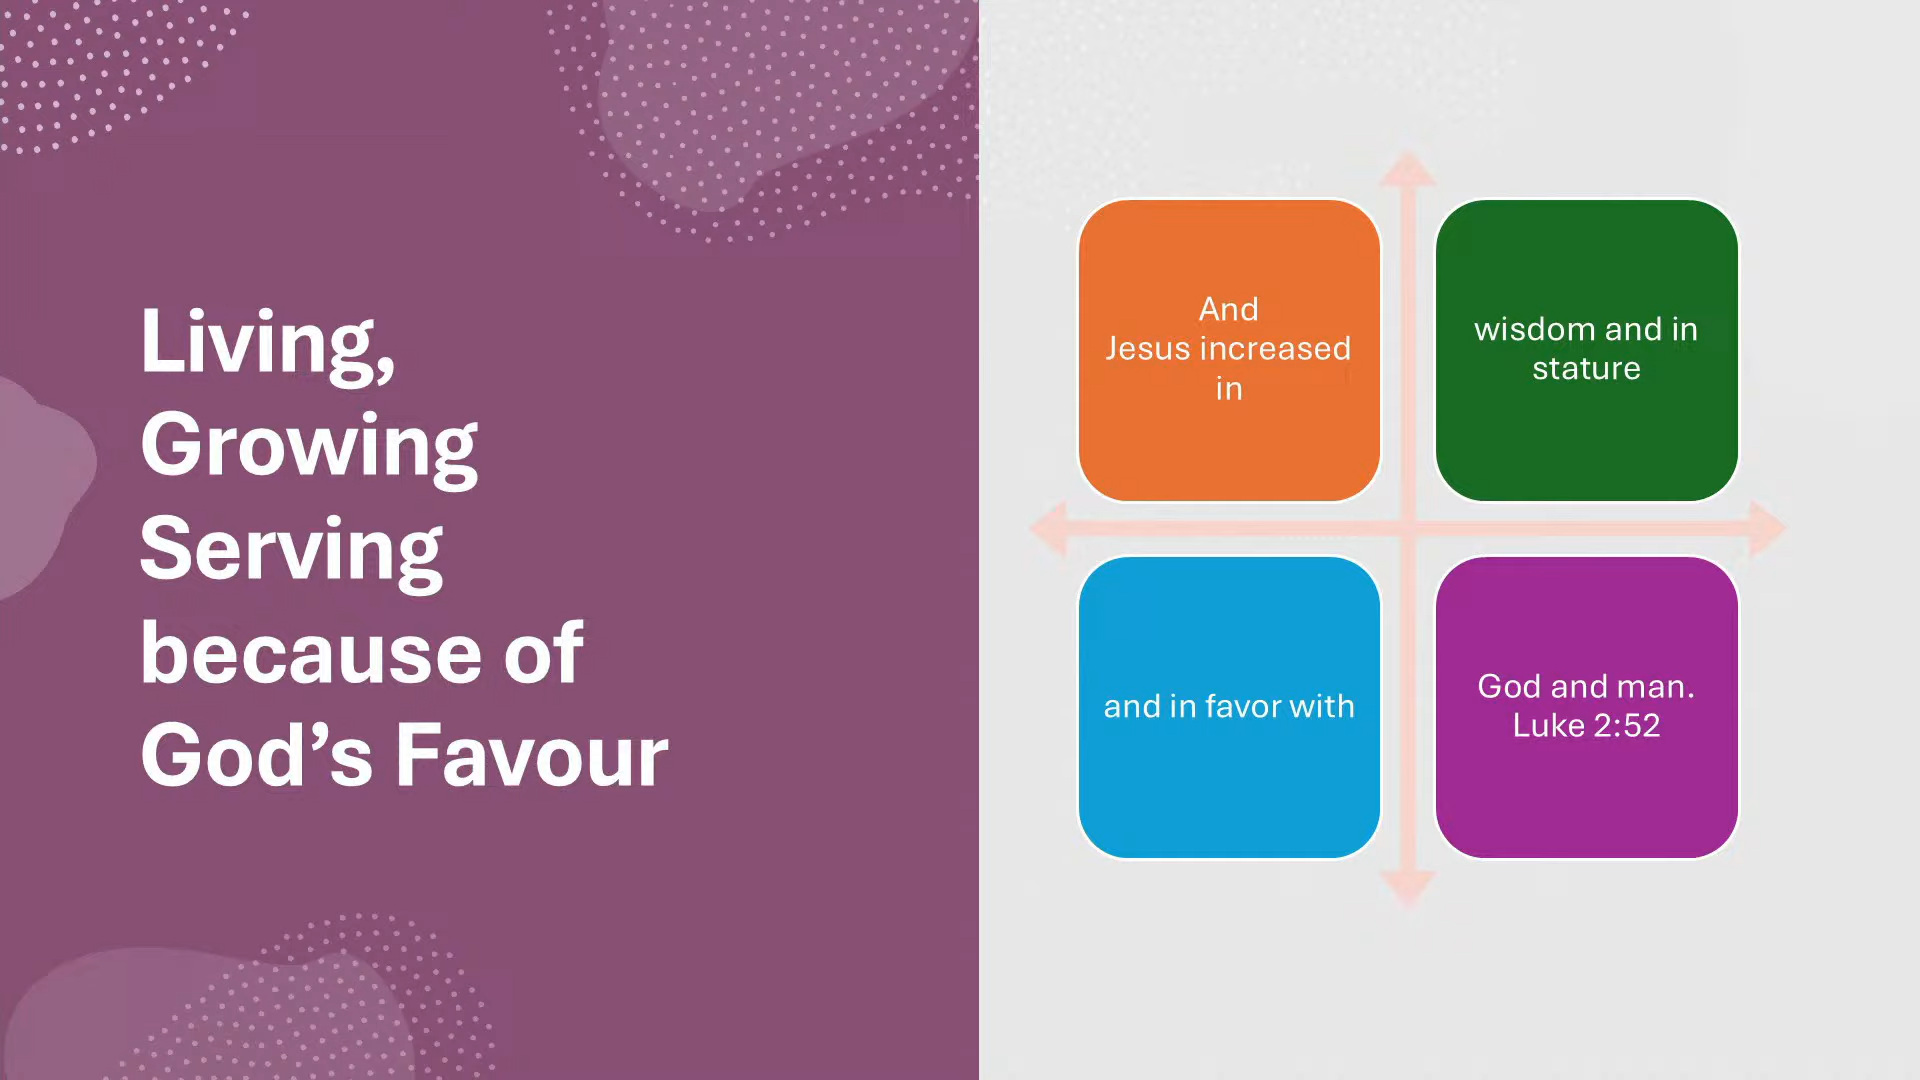 Living,
Growing
Serving
because of
God’s Favour
And
Jesus increased
in
wisdom and in
stature
and in favor with
God and man.
Luke 2:52